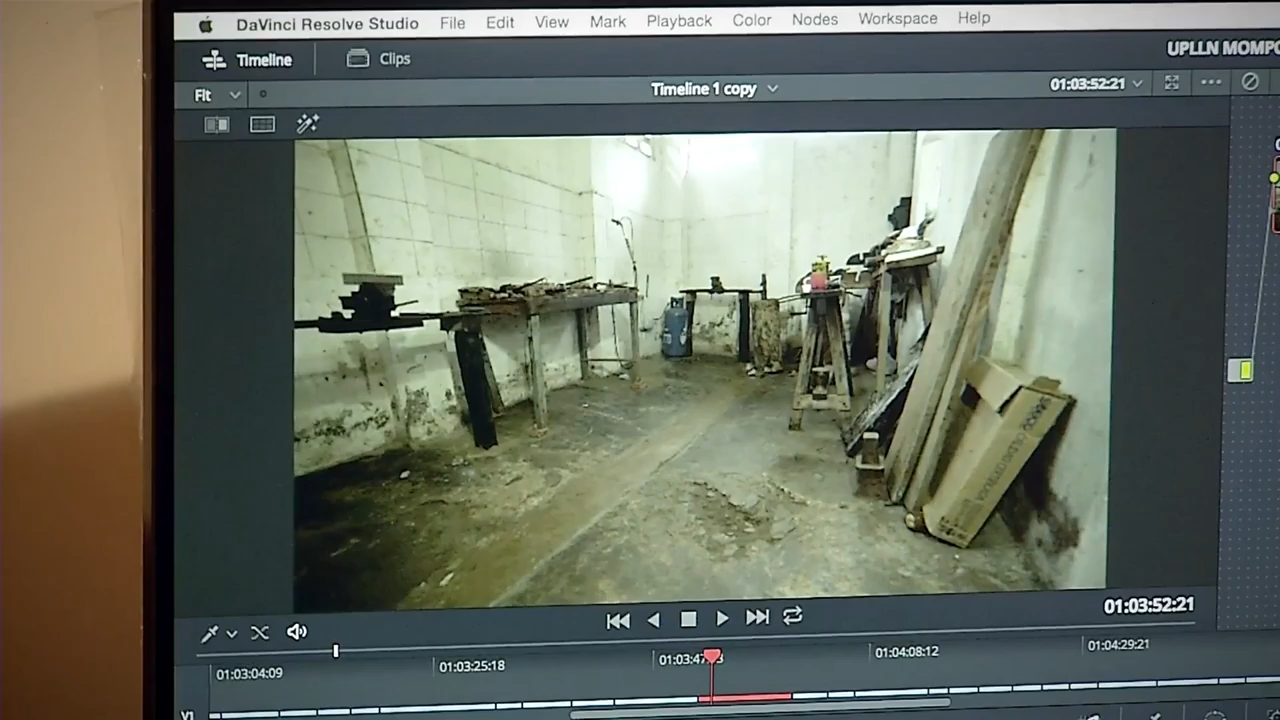 DaVinci Resolve Studio File Edit View Mark Playback Color Nodes Workspace Help
Timeline Clips
UPLLN MOMPO
Fit Timeline 1 copy 01:03:52:21
01:03:52:21
01:03:04:09 01:03:25:18 01:04:08:12 01:04:29:21
V1